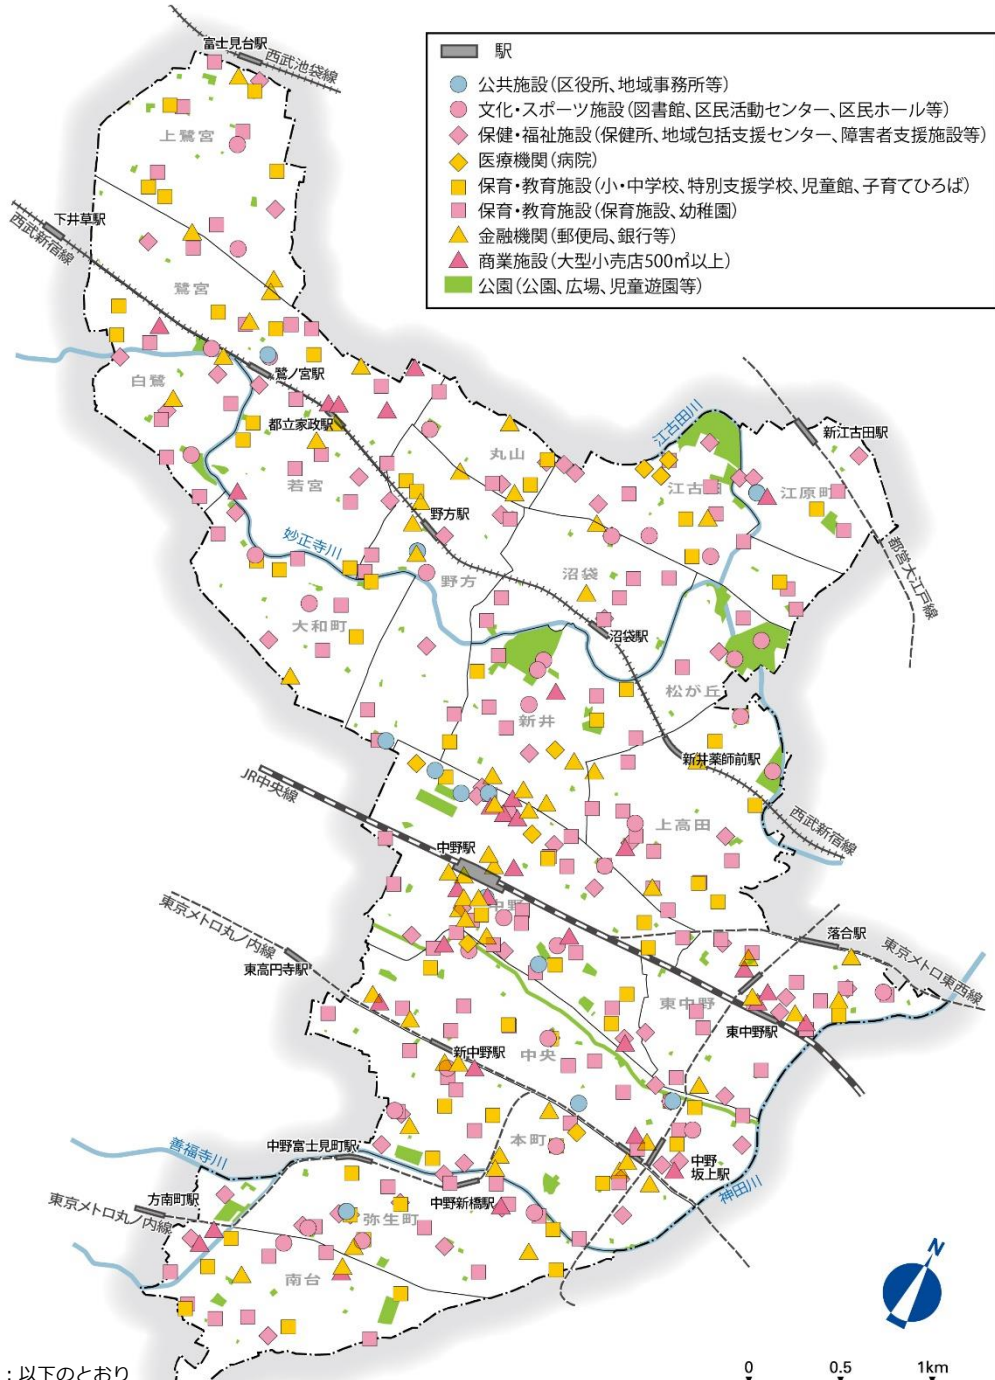 駅
公共施設(区役所、地域事務所等)
文化・スポーツ施設(図書館、区民活動センター、区民ホール等)
保健・福祉施設(保健所、地域包括支援センター、障害者支援施設等)
医療機関(病院)
保育・教育施設(小・中学校、特別支援学校、児童館、子育てひろば)
保育・教育施設(保育施設、幼稚園)
金融機関(郵便局、銀行等)
商業施設(大型小売店500㎡以上)
公園(公園、広場、児童遊園等)
富士見台駅
西武池袋線
上鷺宮
下井草駅
西武新宿線
鷺宮
白鷺
鷺ノ宮駅
都立家政駅
若宮
丸山
江古田川
新江古田駅
江古田
江原町
野方駅
妙正寺川
野方
沼袋
都営大江戸線
大和町
沼袋駅
松が丘
新井
新井薬師前駅
JR中央線
上高田
西武新宿線
中野駅
中野
東京メトロ丸ノ内線
落合駅
東高円寺駅
東京メトロ東西線
東中野
東中野駅
新中野駅
中央
本町
善福寺川
中野富士見町駅
中野
坂上駅
方南町駅
中野新橋駅
神田川
東京メトロ丸ノ内線
弥生町
南台
N
: 以下のとおり
0 0.5 1km